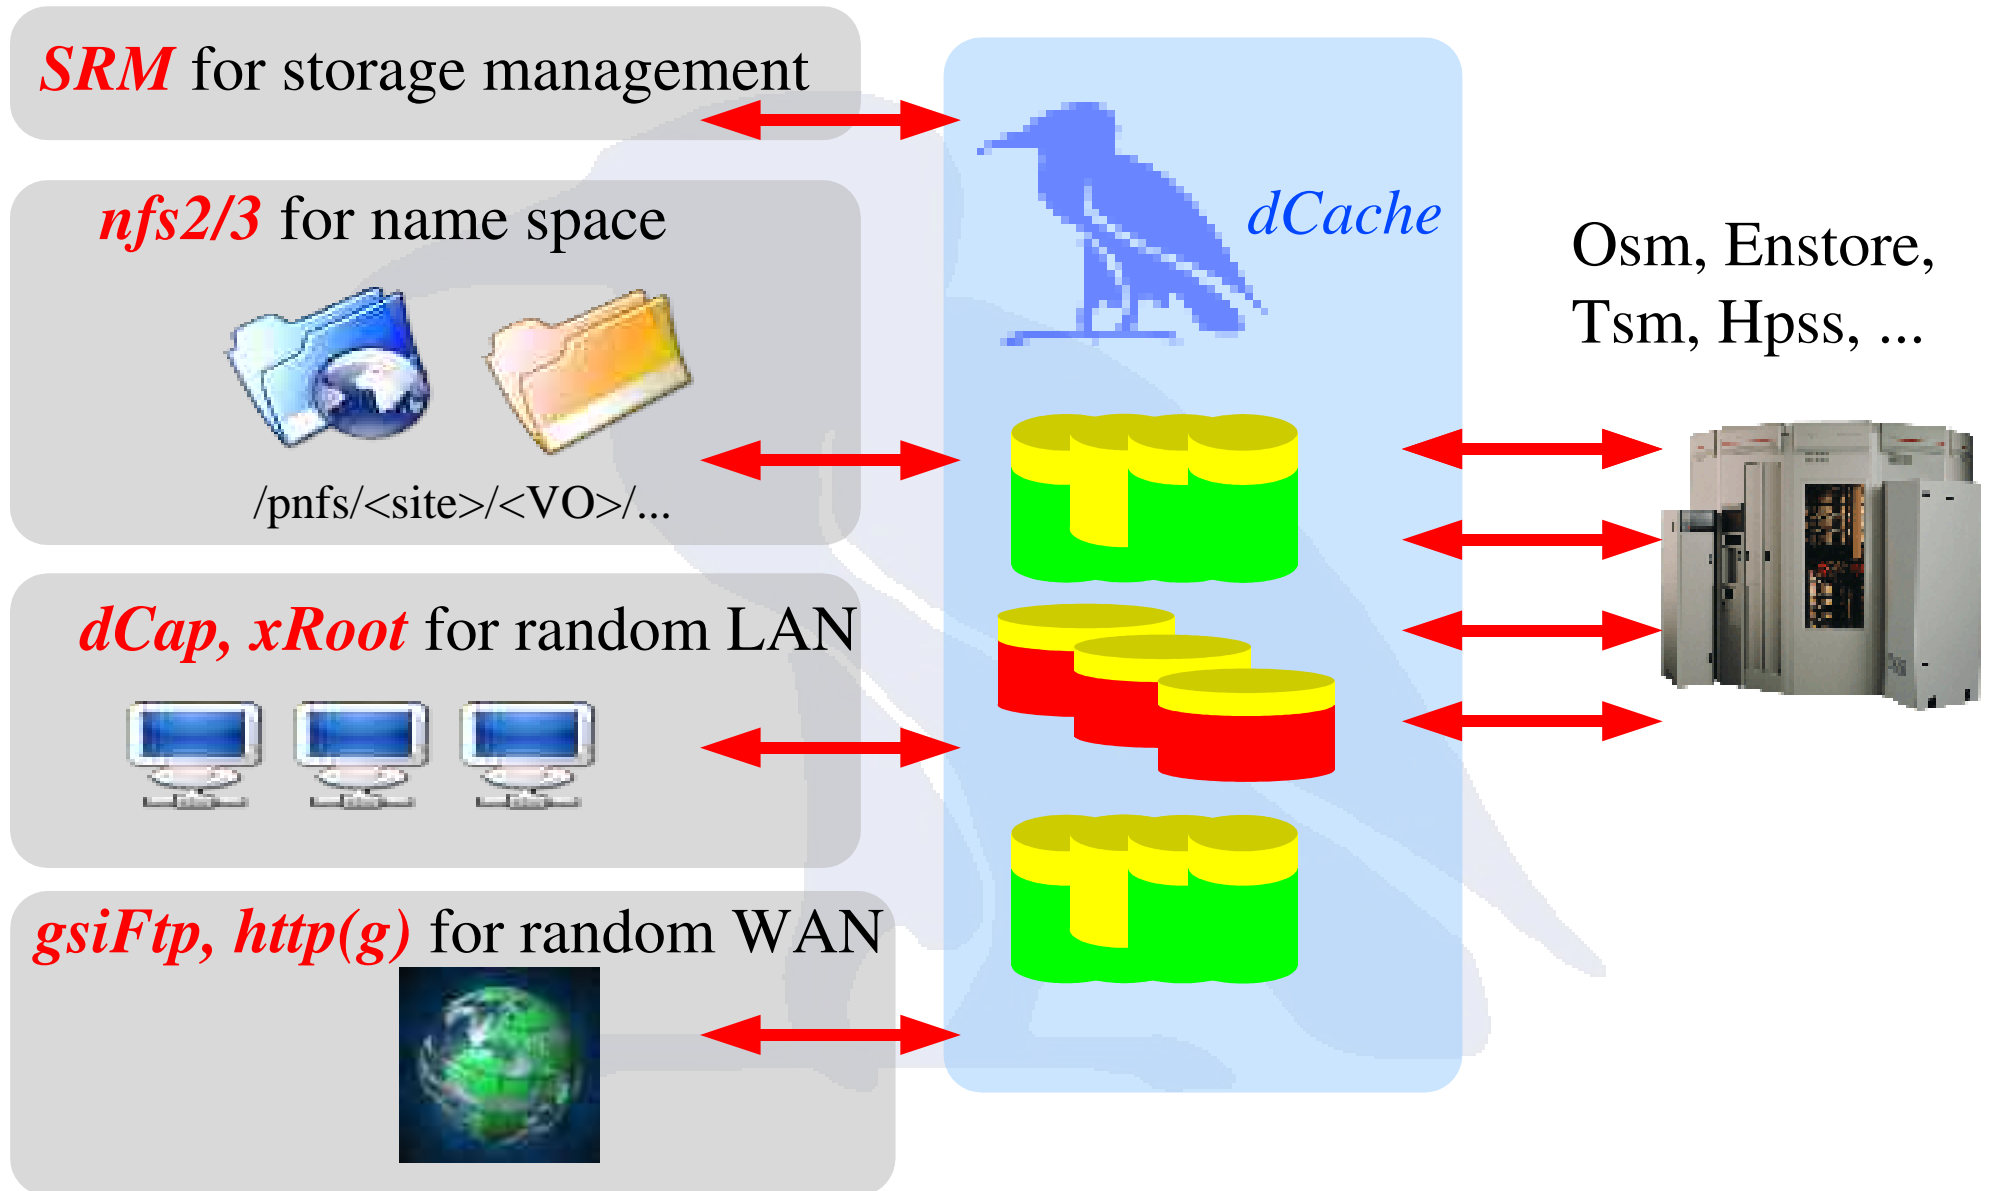 SRM for storage management
nfs2/3 for name space
/pnfs/<site>/<VO>/...
dCap, xRoot for random LAN
gsiFtp, http(g) for random WAN
dCache
Osm, Enstore,
Tsm, Hpss, ...